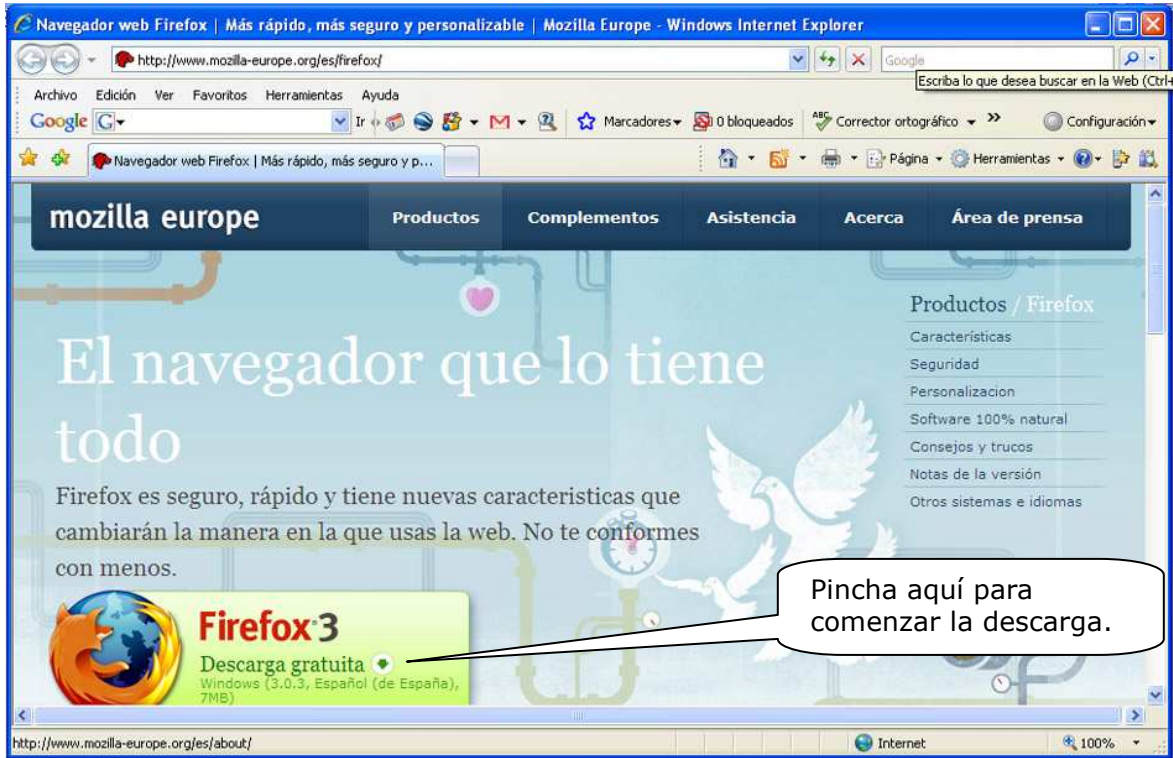 Navegador web Firefox | Más rápido, más seguro y personalizable | Mozilla Europe - Windows Internet Explorer
http://www.mozilla-europe.org/es/firefox/
Google
Escriba lo que desea buscar en la Web (Ctrl+
Archivo Edición Ver Favoritos Herramientas Ayuda
Google G Ir Marcadores 0 bloqueados ABC Corrector ortográfico » Configuración
Navegador web Firefox | Más rápido, más seguro y p... Página Herramientas
mozilla europe Productos Complementos Asistencia Acerca Área de prensa
Productos / Firefox
Características
Seguridad
Personalizacion
Software 100% natural
Consejos y trucos
Notas de la versión
Otros sistemas e idiomas
El navegador que lo tiene
todo
Firefox es seguro, rápido y tiene nuevas caracteristicas que
cambiarán la manera en la que usas la web. No te conformes
con menos.
Pincha aquí para
comenzar la descarga.
Firefox 3
Descarga gratuita
Windows (3.0.3, Español (de España),
7MB)
http://www.mozilla-europe.org/es/about/ Internet 100%